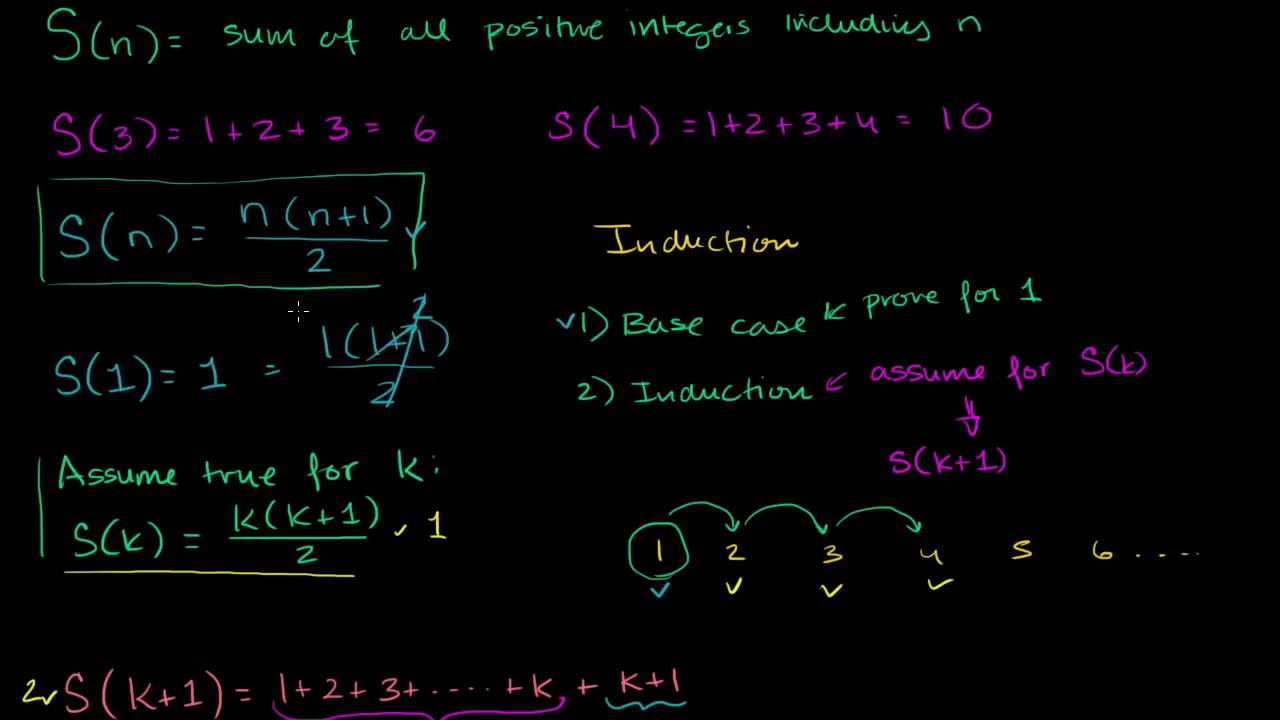 S(n) = sum of all positive integers including n
S(3) = 1 + 2 + 3 = 6
S(4) = 1+2+3+4 = 10
S(n) = n(n+1)/2
Induction
1) Base case ← prove for 1
S(1) = 1 = 1(1+1)/2 2
2) Induction ← assume for S(k)
S(k+1)
Assume true for k:
S(k) = k(k+1)/2 ✓ 1
1 2 3 4 5 6 .....
2 S(k+1) = 1+2+3+.....+k + k+1